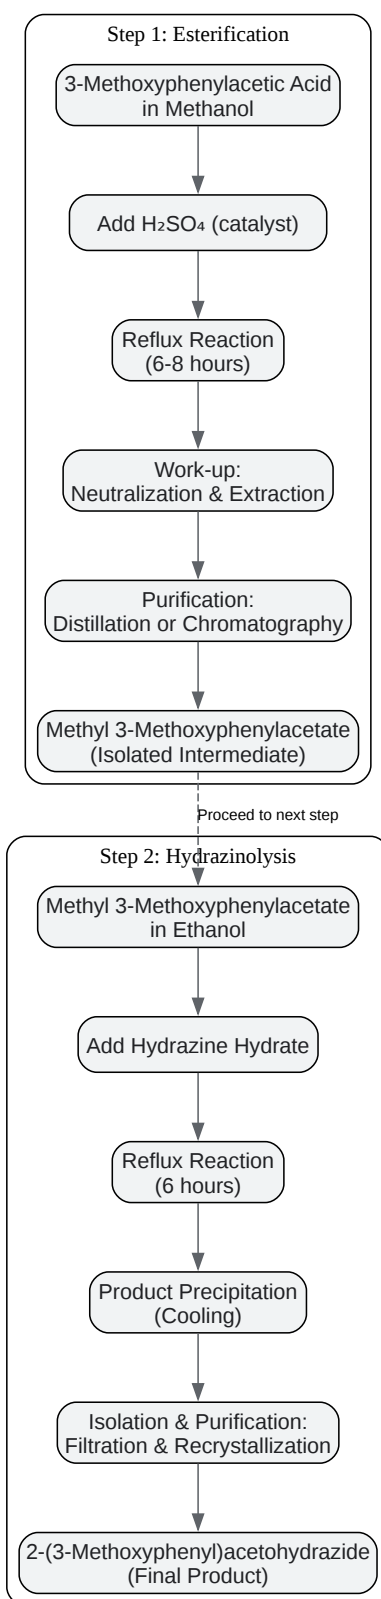 Step 1: Esterification
3-Methoxyphenylacetic Acid
in Methanol
Add H₂SO₄ (catalyst)
Reflux Reaction
(6-8 hours)
Work-up:
Neutralization & Extraction
Purification:
Distillation or Chromatography
Methyl 3-Methoxyphenylacetate
(Isolated Intermediate)
Proceed to next step
Step 2: Hydrazinolysis
Methyl 3-Methoxyphenylacetate
in Ethanol
Add Hydrazine Hydrate
Reflux Reaction
(6 hours)
Product Precipitation
(Cooling)
Isolation & Purification:
Filtration & Recrystallization
2-(3-Methoxyphenyl)acetohydrazide
(Final Product)